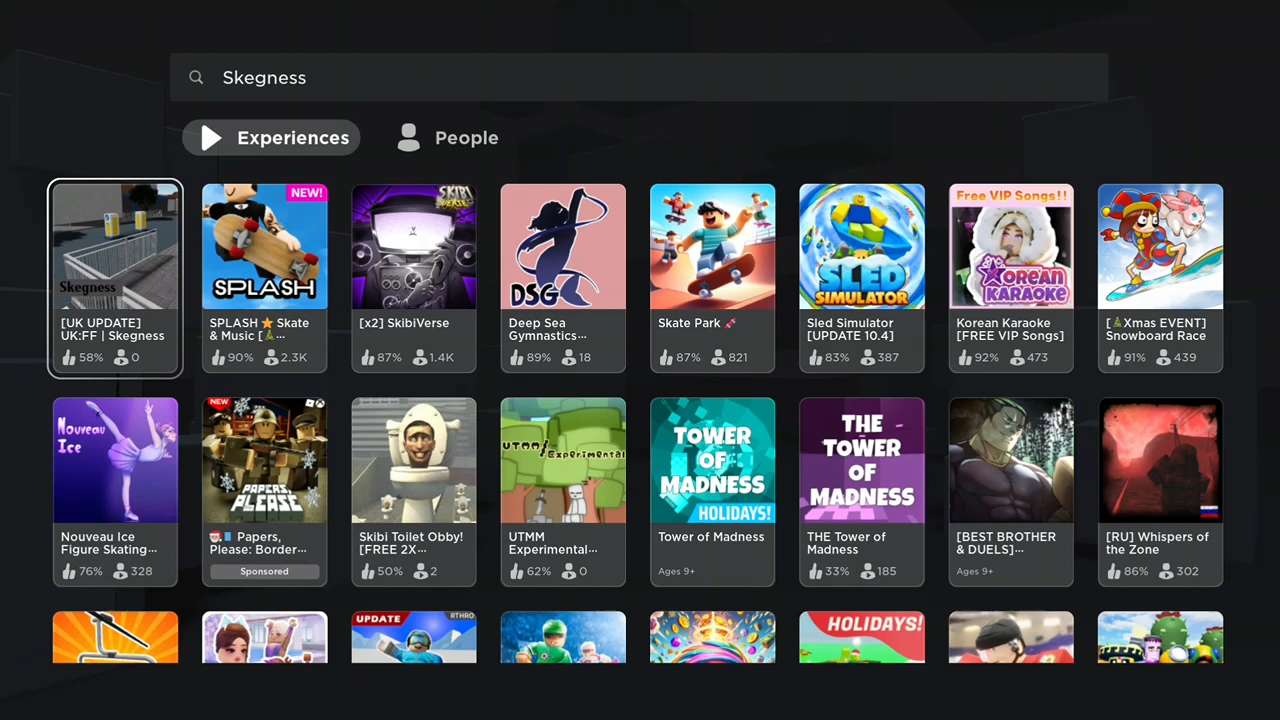 Skegness
Experiences
People
Skegness
[UK UPDATE]
UK:FF | Skegness
58% 0
NEW!
SPLASH
SPLASH ⭐ Skate
& Music [🎄...
90% 2.3K
SKIBI
VERSE
[x2] SkibiVerse
87% 1.4K
DSG
Deep Sea
Gymnastics...
89% 18
Skate Park 🛹
87% 821
SLED
SIMULATOR
Sled Simulator
[UPDATE 10.4]
83% 387
Free VIP Songs!!
KOREAN
KARAOKE
Korean Karaoke
[FREE VIP Songs]
92% 473
[🎄Xmas EVENT]
Snowboard Race
91% 439
Nouveau
Ice
Nouveau Ice
Figure Skating...
76% 328
NEW
PAPERS,
PLEASE
🎅🛂 Papers,
Please: Border...
Sponsored
Skibi Toilet Obby!
[FREE 2X...
50% 2
UTMM/Experimental
UTMM
Experimental...
62% 0
TOWER
OF
MADNESS
HOLIDAYS!
Tower of Madness
Ages 9+
THE
TOWER
OF
MADNESS
THE Tower of
Madness
33% 185
[BEST BROTHER
& DUELS]...
Ages 9+
[RU] Whispers of
the Zone
86% 302
UPDATE
#THRO
HOLIDAYS!